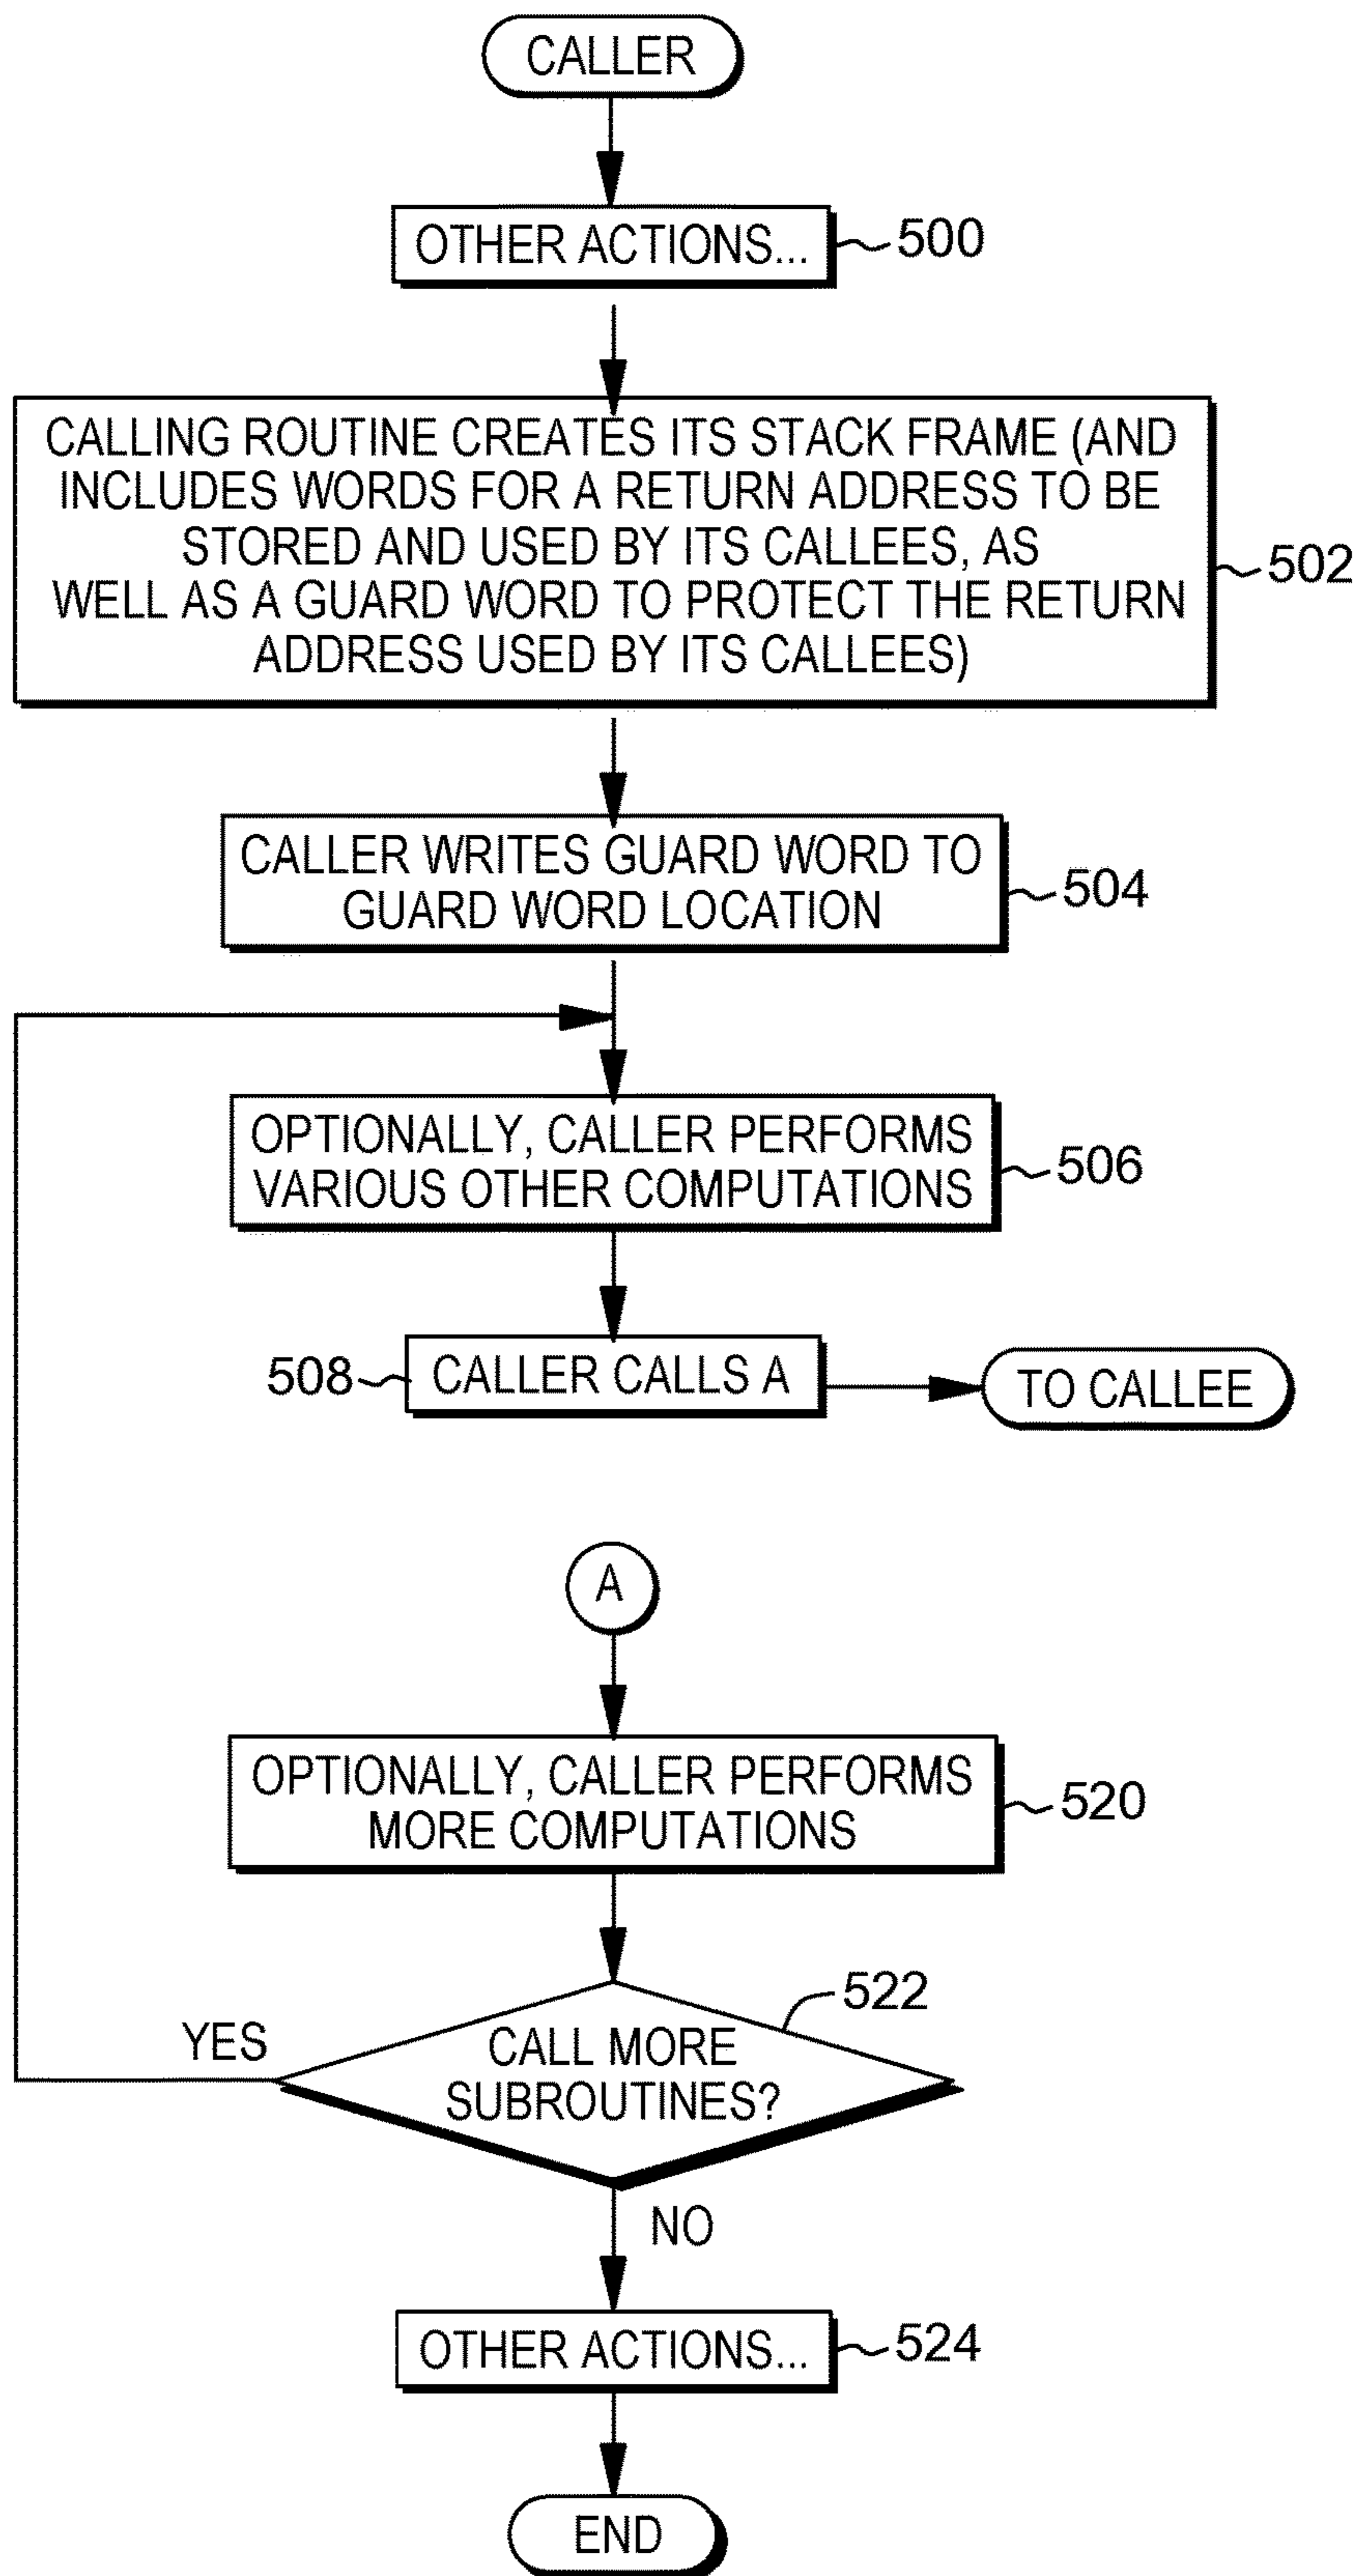 CALLER
OTHER ACTIONS...
500
CALLING ROUTINE CREATES ITS STACK FRAME (AND
INCLUDES WORDS FOR A RETURN ADDRESS TO BE
STORED AND USED BY ITS CALLEES, AS
WELL AS A GUARD WORD TO PROTECT THE RETURN
ADDRESS USED BY ITS CALLEES)
502
CALLER WRITES GUARD WORD TO
GUARD WORD LOCATION
504
OPTIONALLY, CALLER PERFORMS
VARIOUS OTHER COMPUTATIONS
506
508
CALLER CALLS A
TO CALLEE
A
OPTIONALLY, CALLER PERFORMS
MORE COMPUTATIONS
520
522
YES
CALL MORE
SUBROUTINES?
NO
OTHER ACTIONS...
524
END